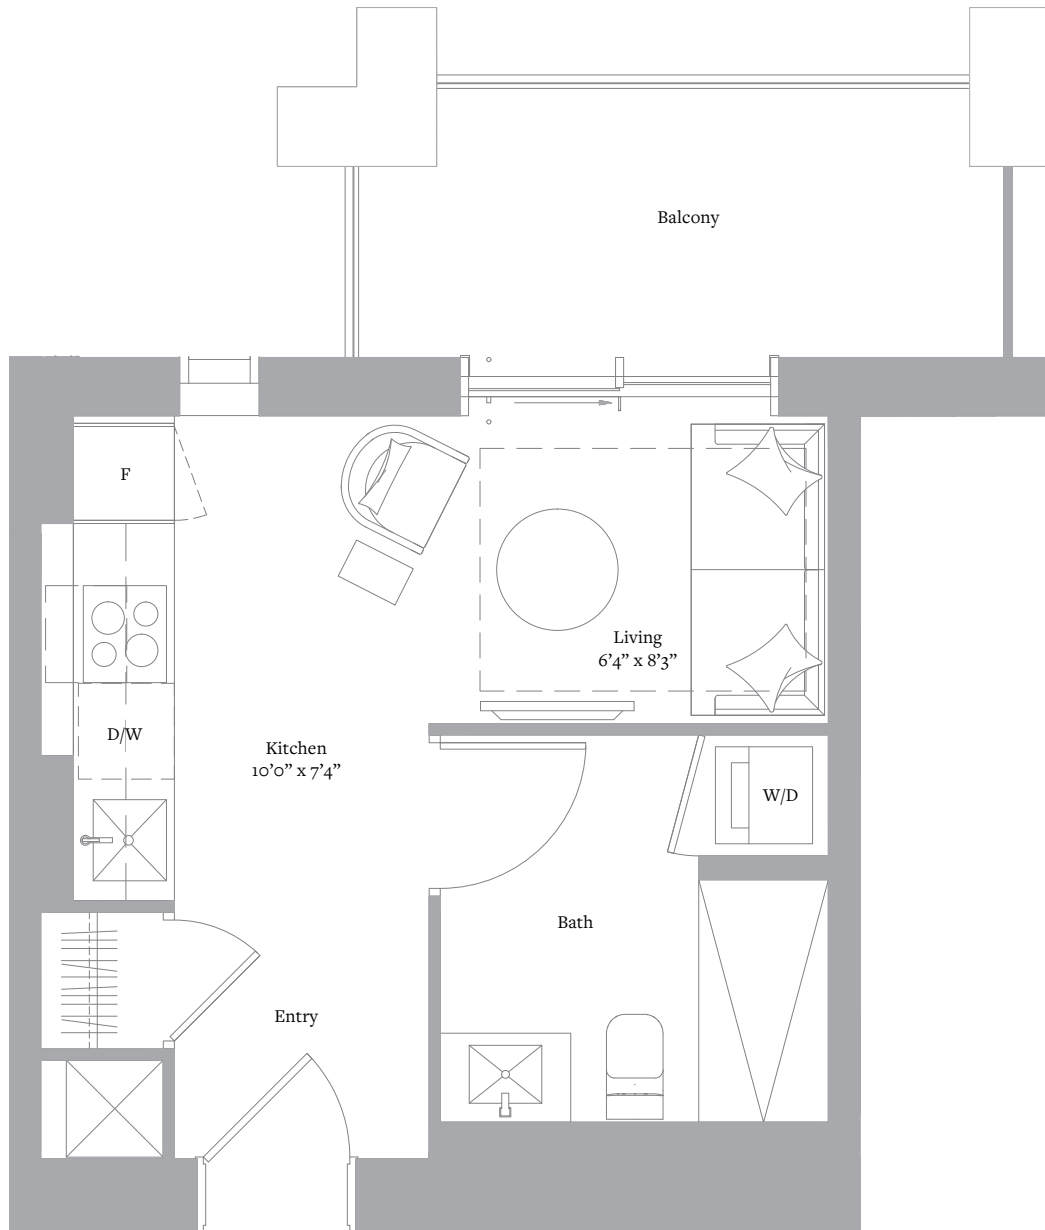 Balcony
F
Living
6’4” x 8’3”
D/W
Kitchen
10’0” x 7’4”
W/D
Bath
Entry